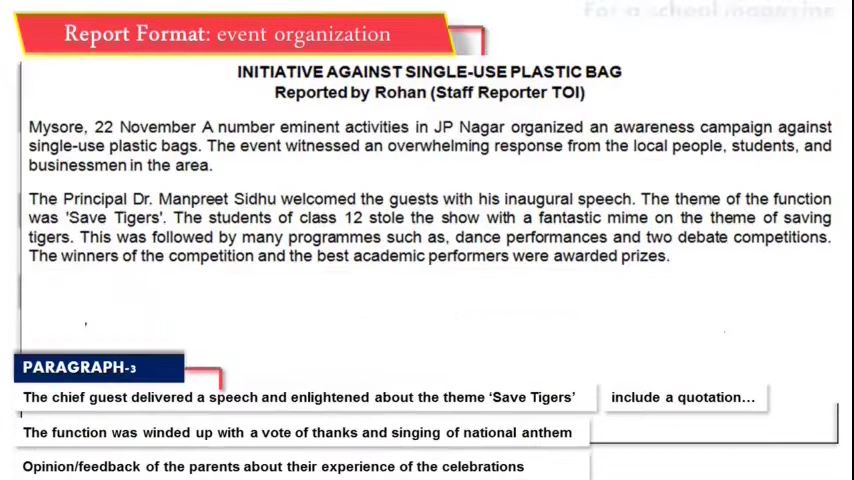 For a school magazine
Report Format: event organization
INITIATIVE AGAINST SINGLE-USE PLASTIC BAG
Reported by Rohan (Staff Reporter TOI)
Mysore, 22 November A number eminent activities in JP Nagar organized an awareness campaign against
single-use plastic bags. The event witnessed an overwhelming response from the local people, students, and
businessmen in the area.
The Principal Dr. Manpreet Sidhu welcomed the guests with his inaugural speech. The theme of the function
was 'Save Tigers'. The students of class 12 stole the show with a fantastic mime on the theme of saving
tigers. This was followed by many programmes such as, dance performances and two debate competitions.
The winners of the competition and the best academic performers were awarded prizes.
PARAGRAPH-3
The chief guest delivered a speech and enlightened about the theme ‘Save Tigers’ include a quotation…
The function was winded up with a vote of thanks and singing of national anthem
Opinion/feedback of the parents about their experience of the celebrations